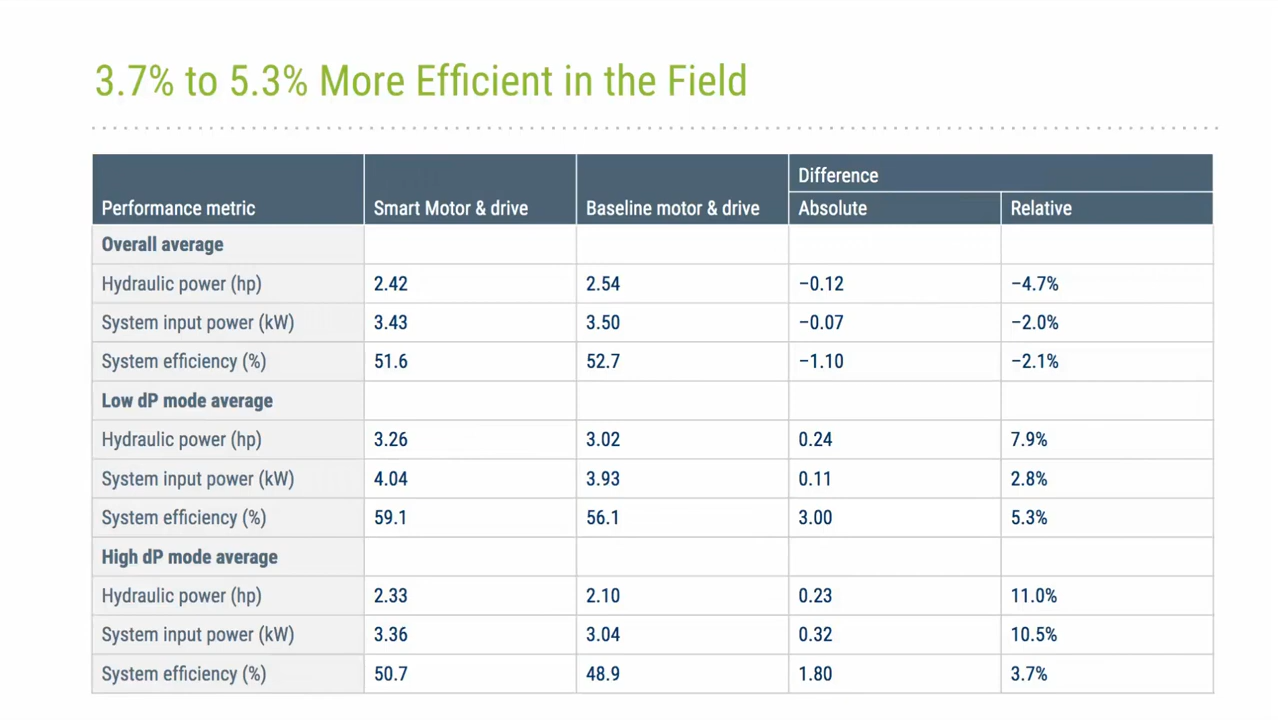 3.7% to 5.3% More Efficient in the Field
Difference
Performance metric Smart Motor & drive Baseline motor & drive Absolute Relative
Overall average
Hydraulic power (hp) 2.42 2.54 −0.12 −4.7%
System input power (kW) 3.43 3.50 −0.07 −2.0%
System efficiency (%) 51.6 52.7 −1.10 −2.1%
Low dP mode average
Hydraulic power (hp) 3.26 3.02 0.24 7.9%
System input power (kW) 4.04 3.93 0.11 2.8%
System efficiency (%) 59.1 56.1 3.00 5.3%
High dP mode average
Hydraulic power (hp) 2.33 2.10 0.23 11.0%
System input power (kW) 3.36 3.04 0.32 10.5%
System efficiency (%) 50.7 48.9 1.80 3.7%